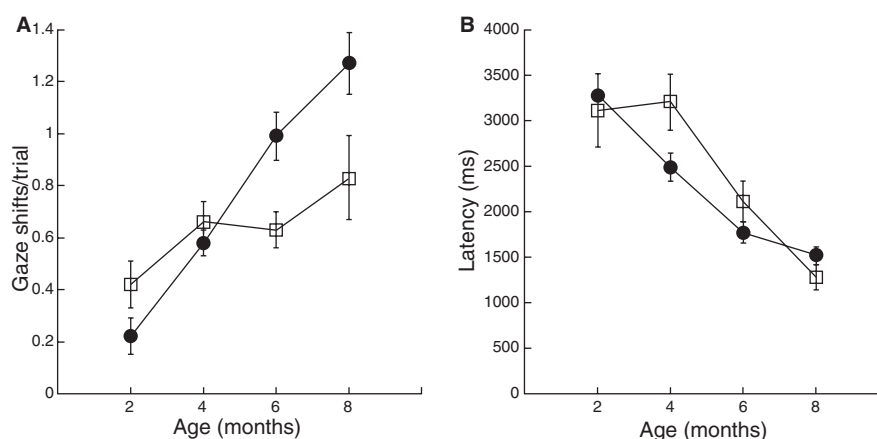 A
Gaze shifts/trial
1.4
1.2
1
0.8
0.6
0.4
0.2
0
2 4 6 8
Age (months)
B
Latency (ms)
4000
3500
3000
2500
2000
1500
1000
500
0
2 4 6 8
Age (months)